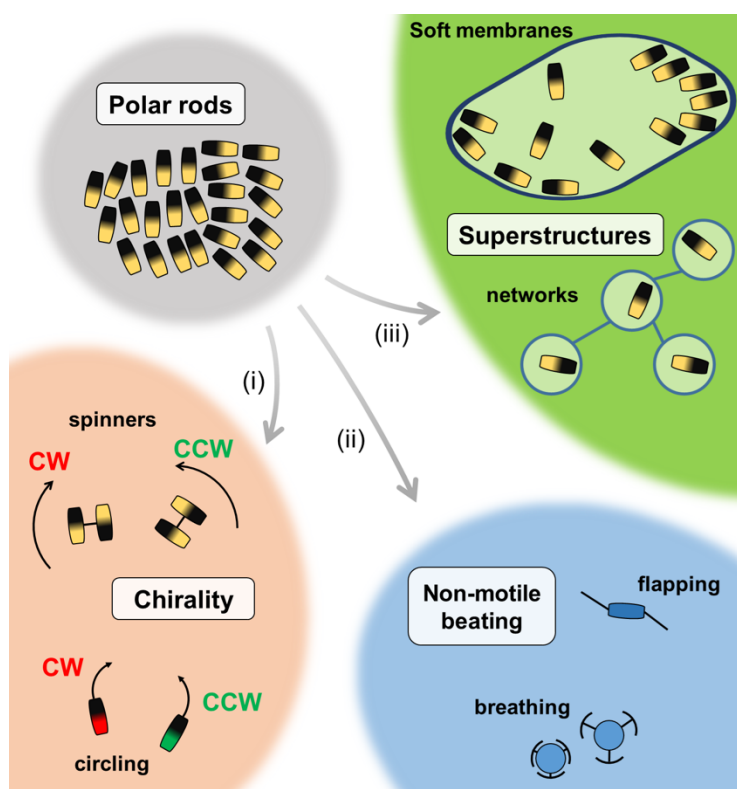 Soft membranes
Polar rods
Superstructures
networks
(iii)
(i)
(ii)
spinners
CW
CCW
Chirality
CW
CCW
circling
Non-motile
beating
flapping
breathing